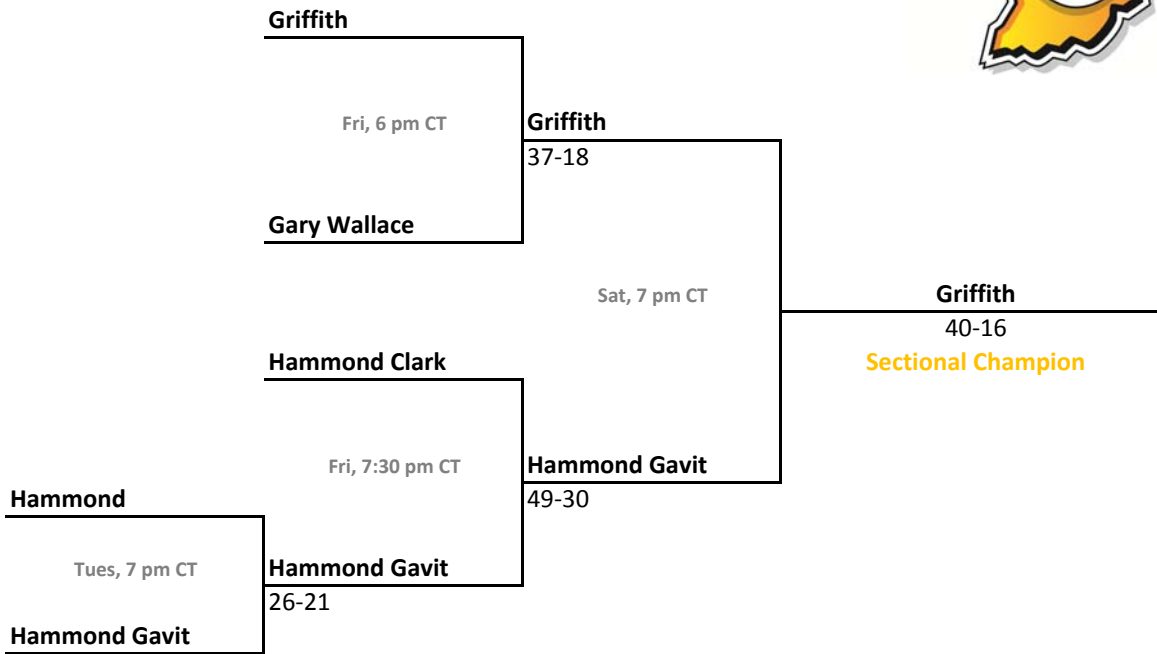 Griffith
Fri, 6 pm CT
Griffith
37-18
Gary Wallace
Sat, 7 pm CT
Griffith
40-16
Sectional Champion
Hammond Clark
Fri, 7:30 pm CT
Hammond Gavit
49-30
Hammond
Tues, 7 pm CT
Hammond Gavit
26-21
Hammond Gavit